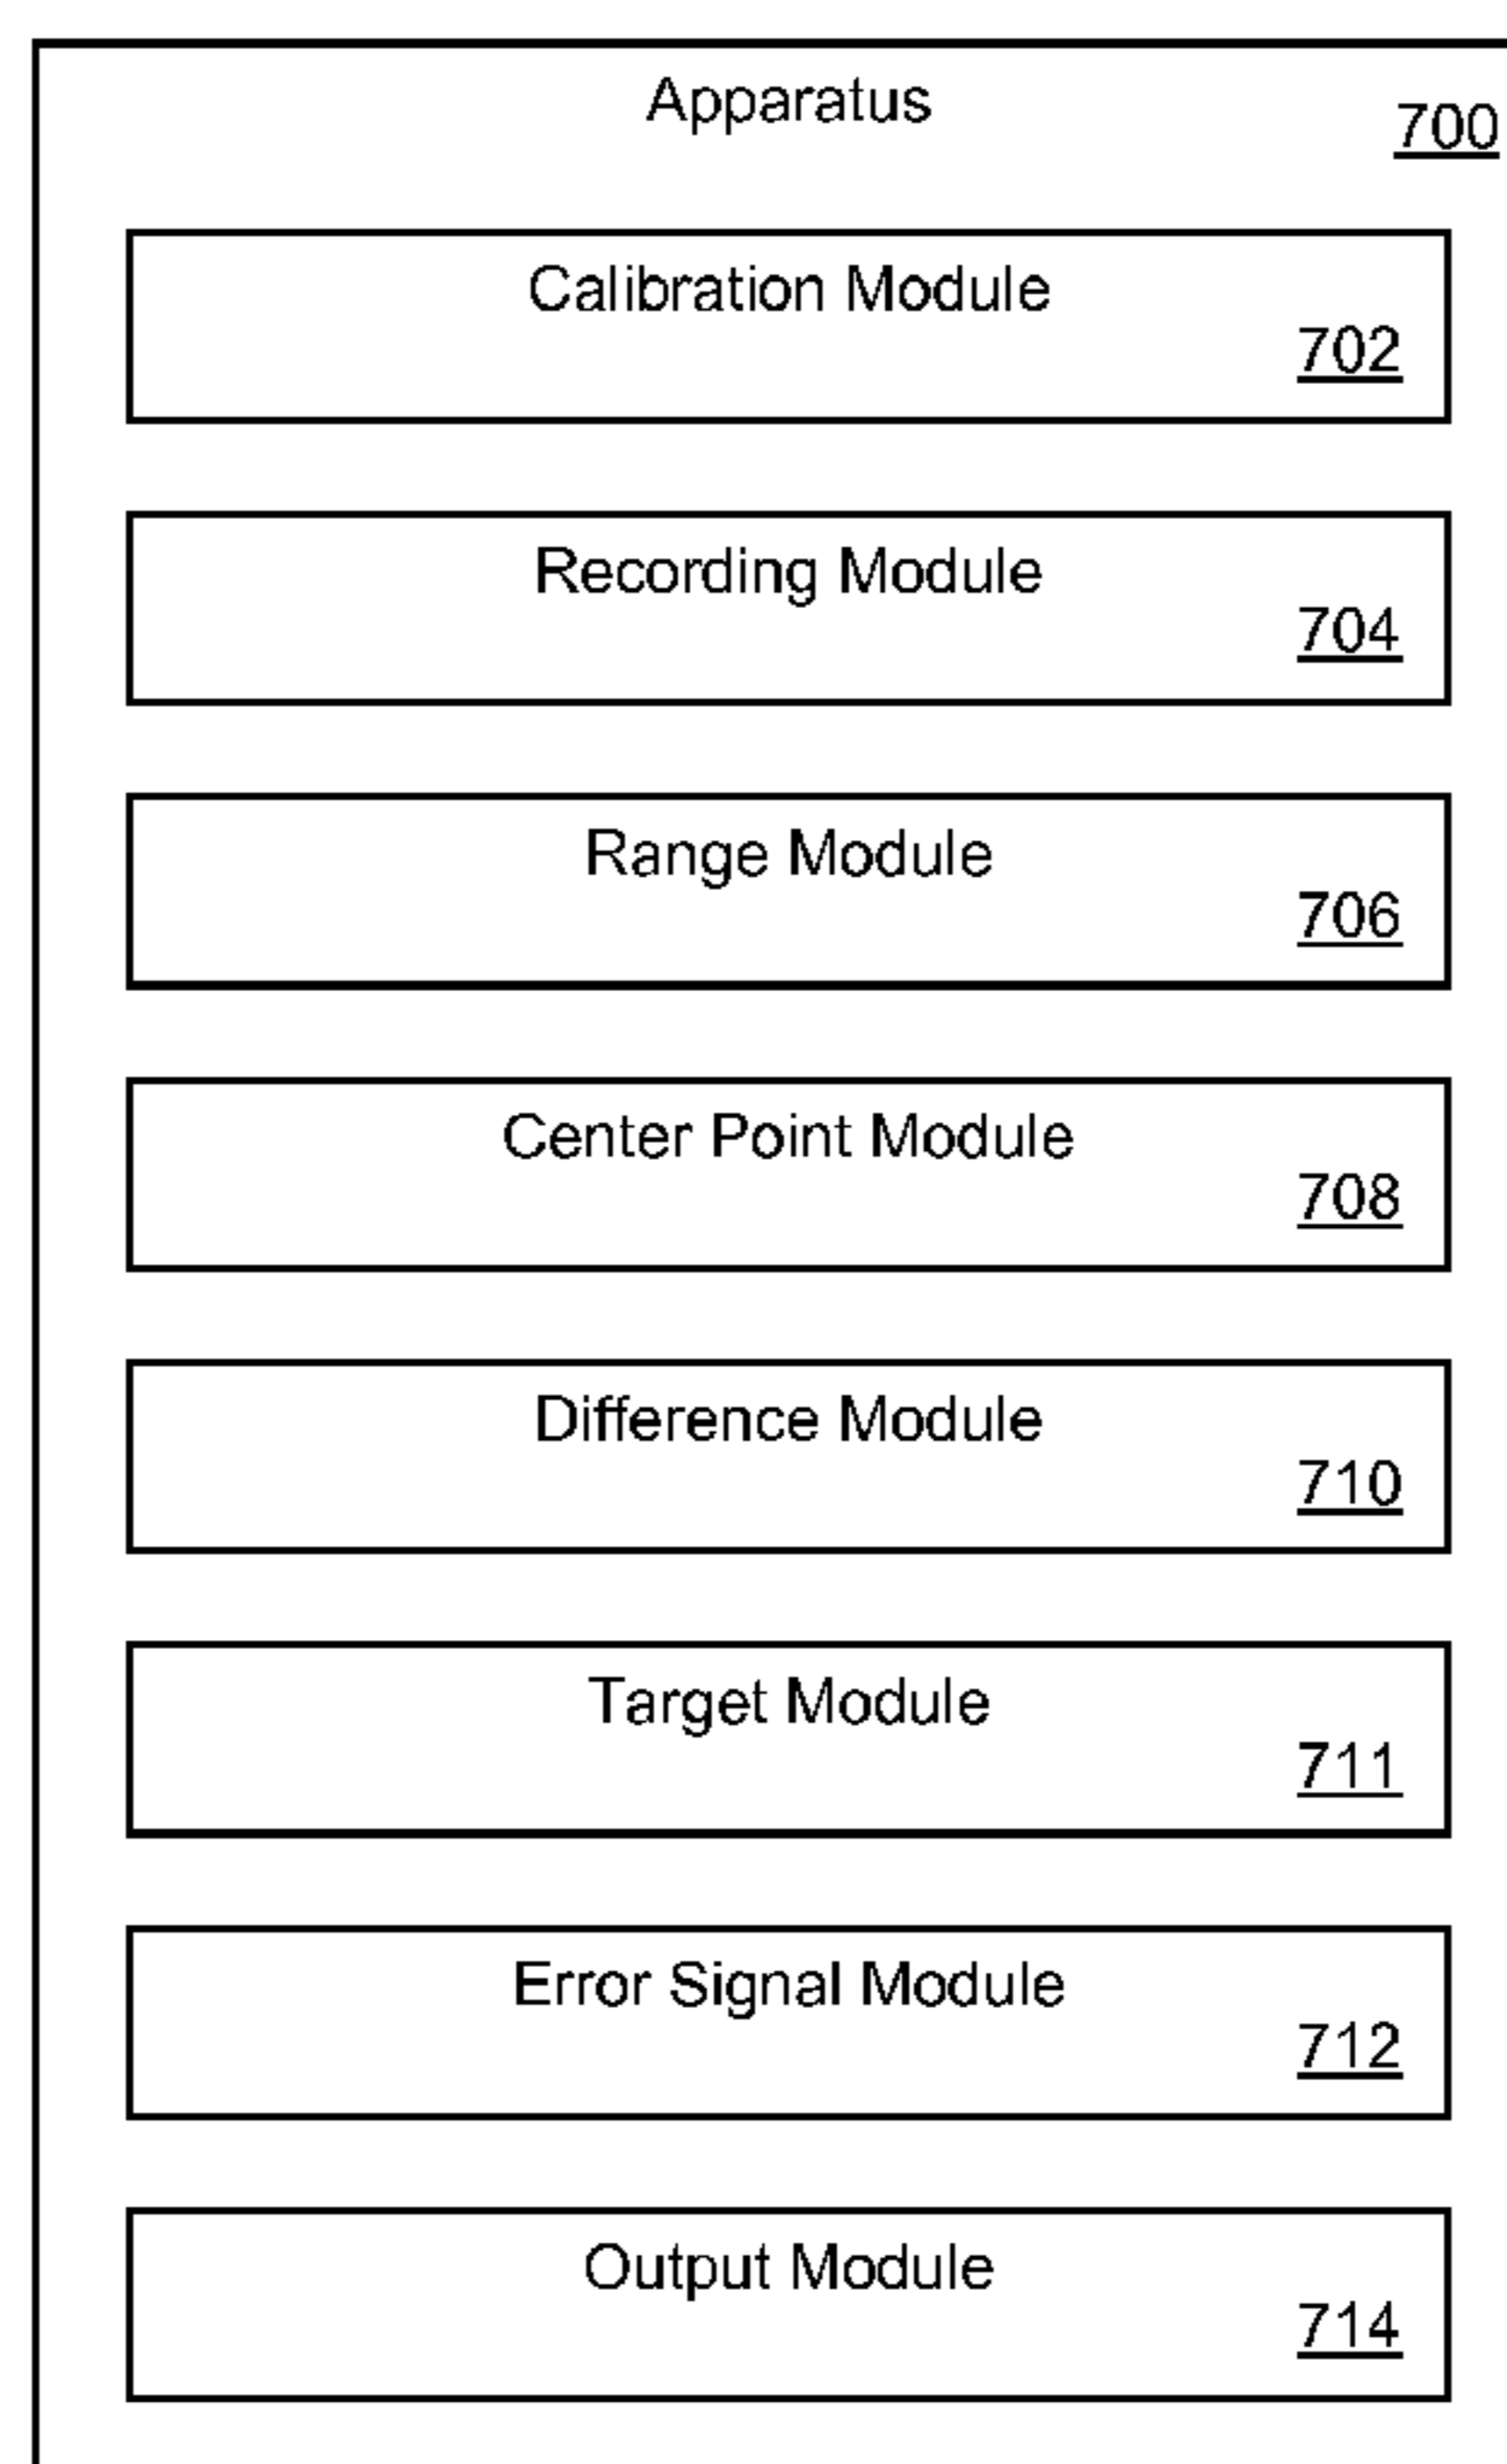 Apparatus
700
Calibration Module
702
Recording Module
704
Range Module
706
Center Point Module
708
Difference Module
710
Target Module
711
Error Signal Module
712
Output Module
714